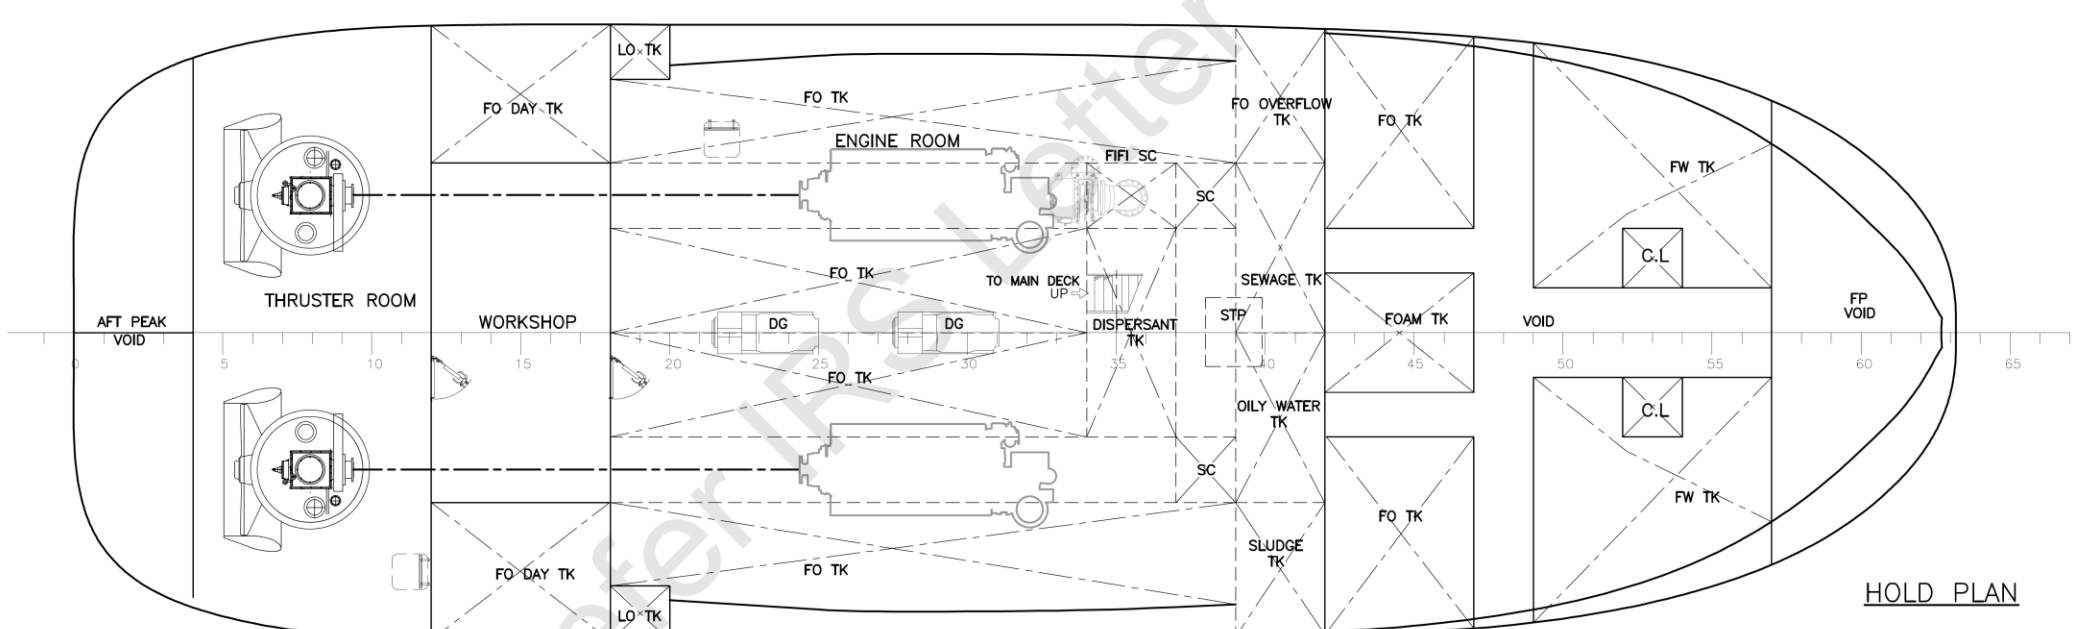 LO TK
FO DAY TK
FO TK
ENGINE ROOM
FIFI SC
SC
FO OVERFLOW
TK
FO TK
FW TK
C.L
THRUSTER ROOM
WORKSHOP
FO TK
TO MAIN DECK
UP
SEWAGE TK
AFT PEAK
VOID
DG
DG
DISPERSANT
TK
STP
FOAM TK
VOID
FP
VOID
0 5 10 15 20 25 30 35 40 45 50 55 60 65
FO TK
OILY WATER
TK
C.L
SC
FW TK
FO DAY TK
FO TK
SLUDGE
TK
FO TK
LO TK
HOLD PLAN
efer IRS Letter